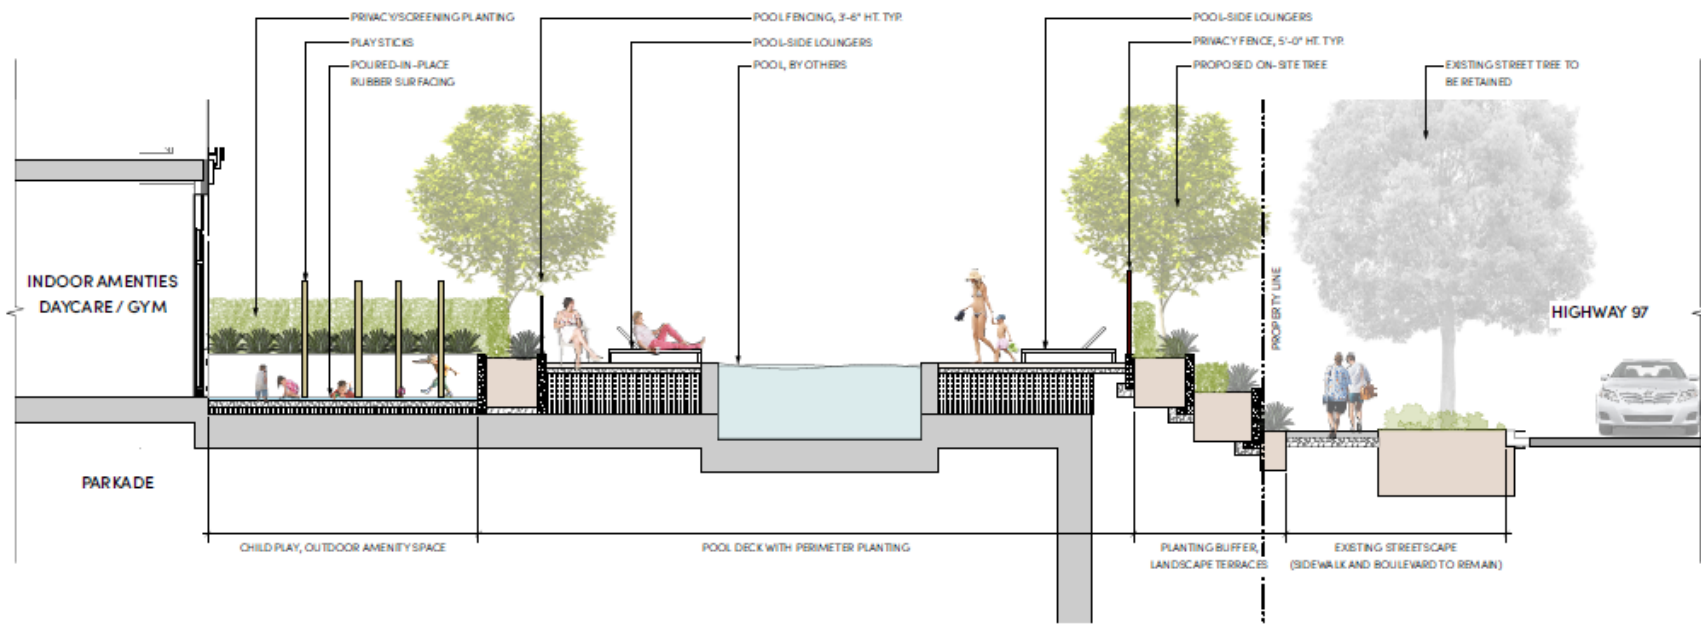 PRIVACY/SCREENING PLANTING
PLAY STICKS
POURED-IN-PLACE
RUBBER SURFACING
POOL FENCING, 3'-6" HT. TYP.
POOL-SIDE LOUNGERS
POOL, BY OTHERS
POOL-SIDE LOUNGERS
PRIVACY FENCE, 5'-0" HT. TYP.
PROPOSED ON-SITE TREE
EXISTING STREET TREE TO
BE RETAINED
INDOOR AMENTIES
DAYCARE / GYM
PROPERTY LINE
HIGHWAY 97
PARKADE
CHILD PLAY, OUTDOOR AMENITY SPACE
POOL DECK WITH PERIMETER PLANTING
PLANTING BUFFER,
LANDSCAPE TERRACES
EXISTING STREETSCAPE
(SIDEWALK AND BOULEVARD TO REMAIN)